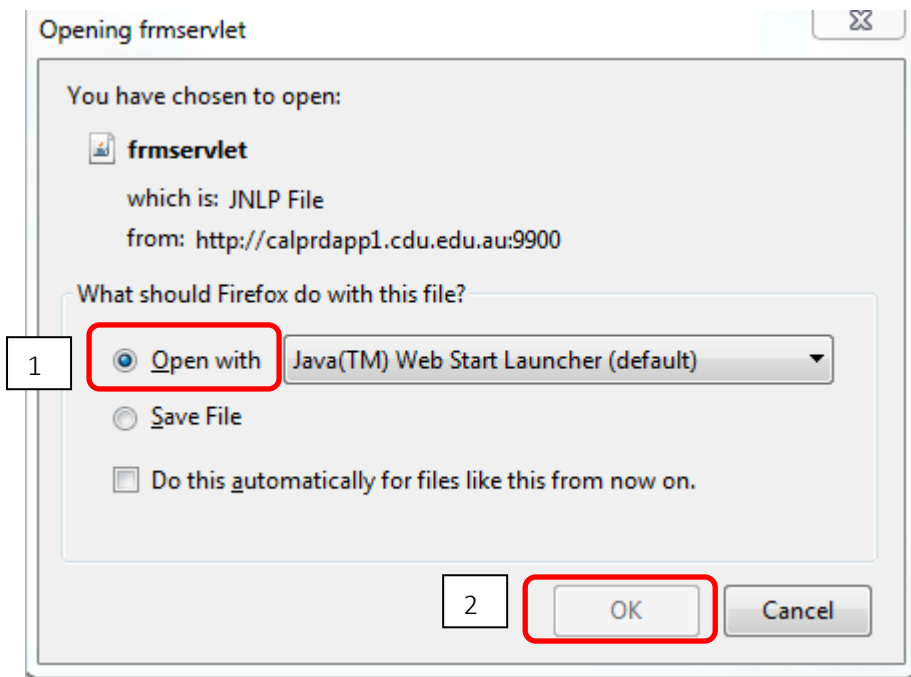 Opening frmservlet
You have chosen to open:
frmservlet
which is: JNLP File
from: http://calprdapp1.cdu.edu.au:9900
What should Firefox do with this file?
1
Open with Java(TM) Web Start Launcher (default)
Save File
Do this automatically for files like this from now on.
2
OK Cancel